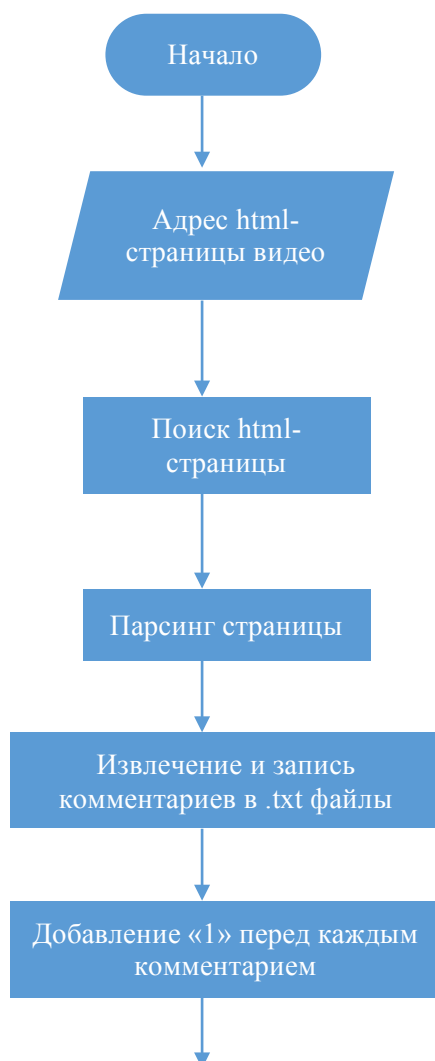 Начало
Адрес html-
страницы видео
Поиск html-
страницы
Парсинг страницы
Извлечение и запись
комментариев в .txt файлы
Добавление «1» перед каждым
комментарием